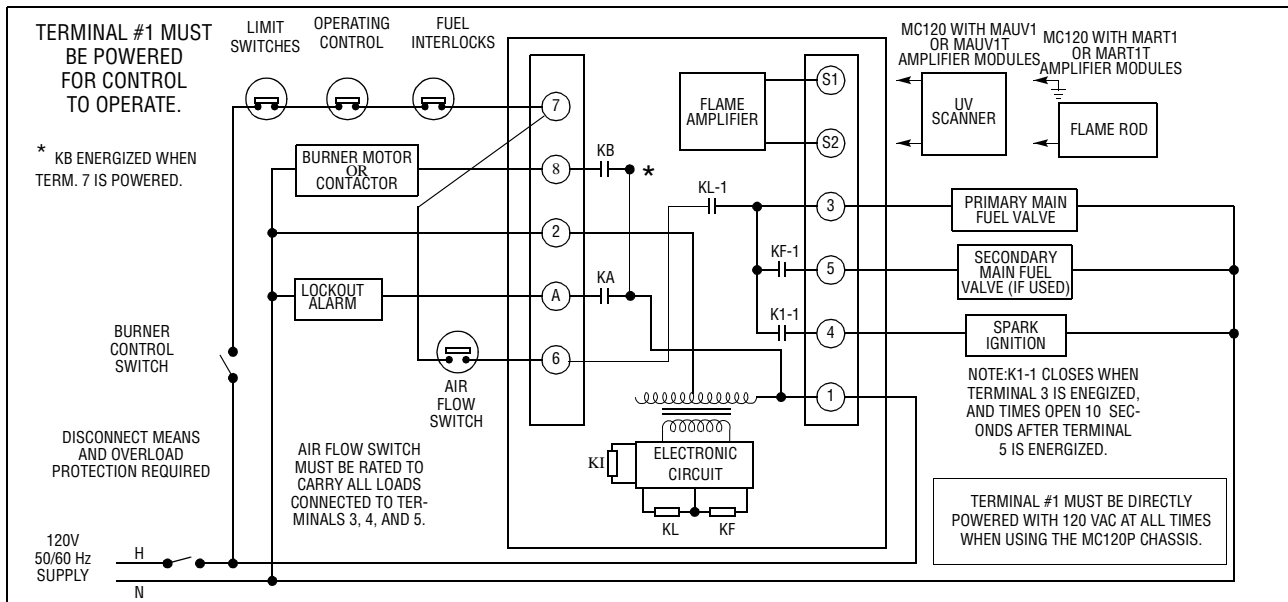 TERMINAL #1 MUST
BE POWERED
FOR CONTROL
TO OPERATE.
* KB ENERGIZED WHEN
TERM. 7 IS POWERED.
LIMIT
SWITCHES
OPERATING
CONTROL
FUEL
INTERLOCKS
MC120 WITH MAUV1
OR MAUV1T
AMPLIFIER MODULES
MC120 WITH MART1
OR MART1T
AMPLIFIER MODULES
7
FLAME
AMPLIFIER
S1
S2
UV
SCANNER
FLAME ROD
BURNER MOTOR
OR
CONTACTOR
8
KB
*
KL-1
3
PRIMARY MAIN
FUEL VALVE
2
KF-1
5
SECONDARY
MAIN FUEL
VALVE (IF USED)
LOCKOUT
ALARM
A
KA
K1-1
4
SPARK
IGNITION
BURNER
CONTROL
SWITCH
6
AIR
FLOW
SWITCH
1
NOTE:K1-1 CLOSES WHEN
TERMINAL 3 IS ENEGIZED,
AND TIMES OPEN 10 SEC-
ONDS AFTER TERMINAL
5 IS ENERGIZED.
DISCONNECT MEANS
AND OVERLOAD
PROTECTION REQUIRED
AIR FLOW SWITCH
MUST BE RATED TO
CARRY ALL LOADS
CONNECTED TO TER-
MINALS 3, 4, AND 5.
KI
ELECTRONIC
CIRCUIT
KL
KF
TERMINAL #1 MUST BE DIRECTLY
POWERED WITH 120 VAC AT ALL TIMES
WHEN USING THE MC120P CHASSIS.
120V
50/60 Hz
SUPPLY
H
N